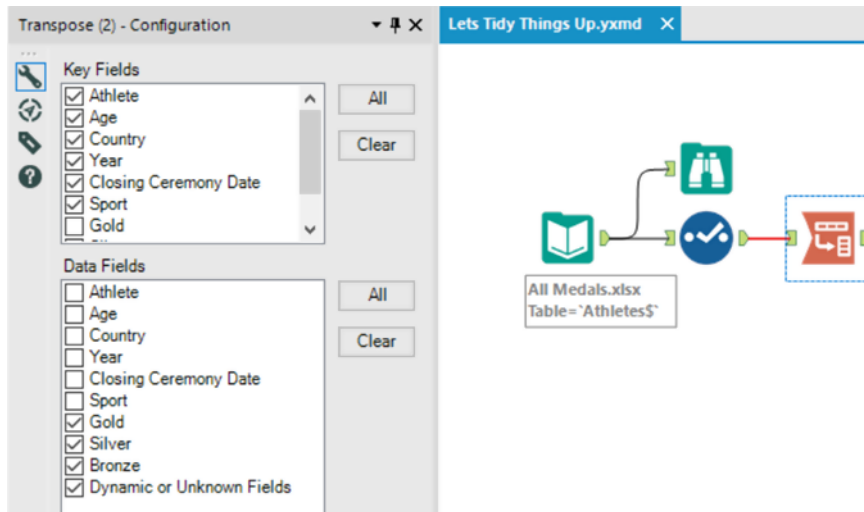 Transpose (2) - Configuration
Key Fields
Athlete
Age
Country
Year
Closing Ceremony Date
Sport
Gold
All
Clear
Data Fields
Athlete
Age
Country
Year
Closing Ceremony Date
Sport
Gold
Silver
Bronze
Dynamic or Unknown Fields
All
Clear
Lets Tidy Things Up.yxmd
All Medals.xlsx
Table=`Athletes$`